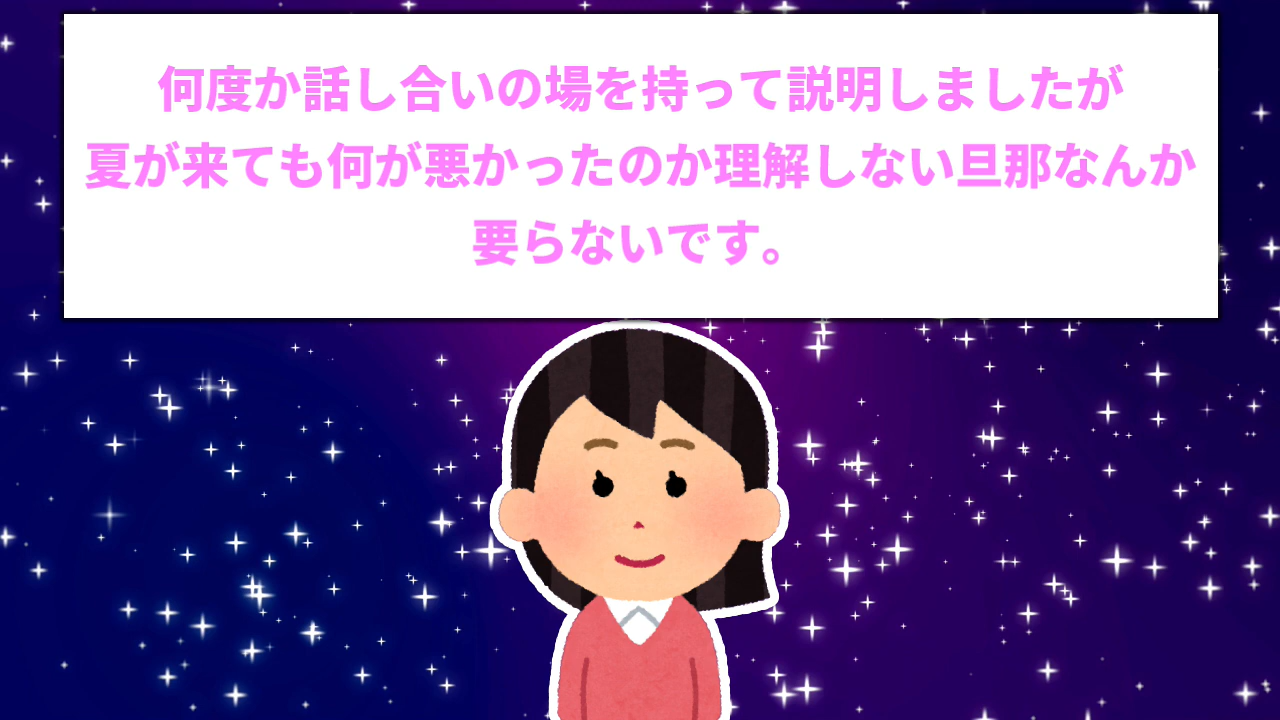 何度か話し合いの場を持って説明しましたが
夏が来ても何が悪かったのか理解しない旦那なんか
要らないです。